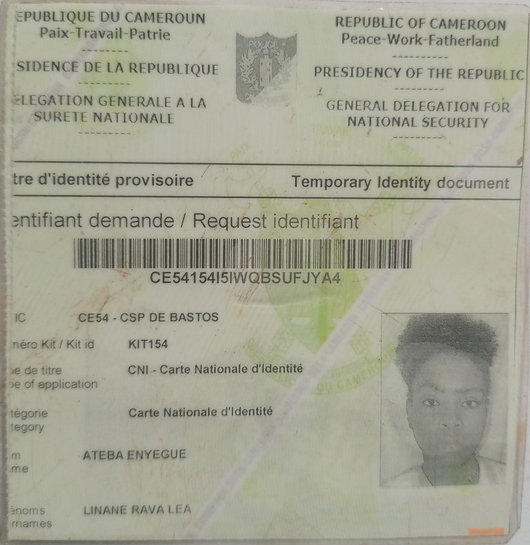 EPUBLIQUE DU CAMEROUN
Paix-Travail-Patrie
----------
SIDENCE DE LA REPUBLIQUE
----------
ELEGATION GENERALE A LA
SURETE NATIONALE
----------
REPUBLIC OF CAMEROON
Peace-Work-Fatherland
----------
PRESIDENCY OF THE REPUBLIC
----------
GENERAL DELEGATION FOR
NATIONAL SECURITY
----------
tre d'identité provisoire Temporary Identity document
entifiant demande / Request identifiant
CE54154I5IWQBSUFJYA4
IC CE54 - CSP DE BASTOS
méro Kit / Kit id KIT154
e de titre CNI - Carte Nationale d'Identité
e of application
tégorie Carte Nationale d'Identité
tegory
m ATEBA ENYEGUE
me
énoms LINANE RAVA LEA
rnames